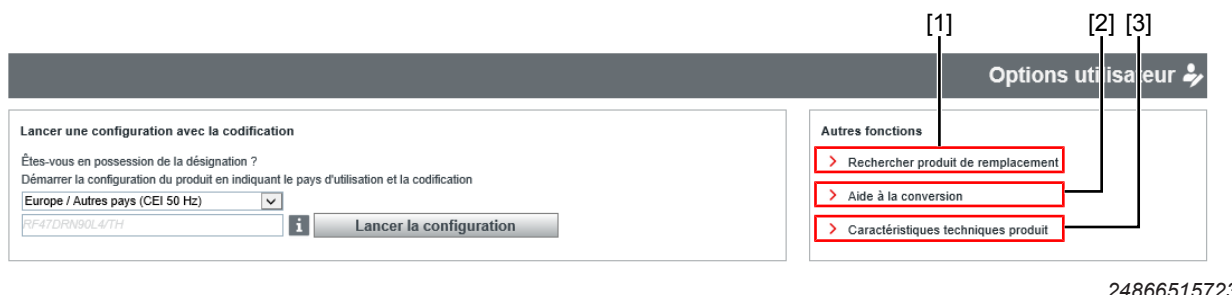 [1] [2] [3]
Options utilisateur
Lancer une configuration avec la codification
Êtes-vous en possession de la désignation ?
Démarrer la configuration du produit en indiquant le pays d'utilisation et la codification
Europe / Autres pays (CEI 50 Hz)
RF47DRN90L4/TH
i Lancer la configuration
Autres fonctions
Rechercher produit de remplacement
Aide à la conversion
Caractéristiques techniques produit
24866515723